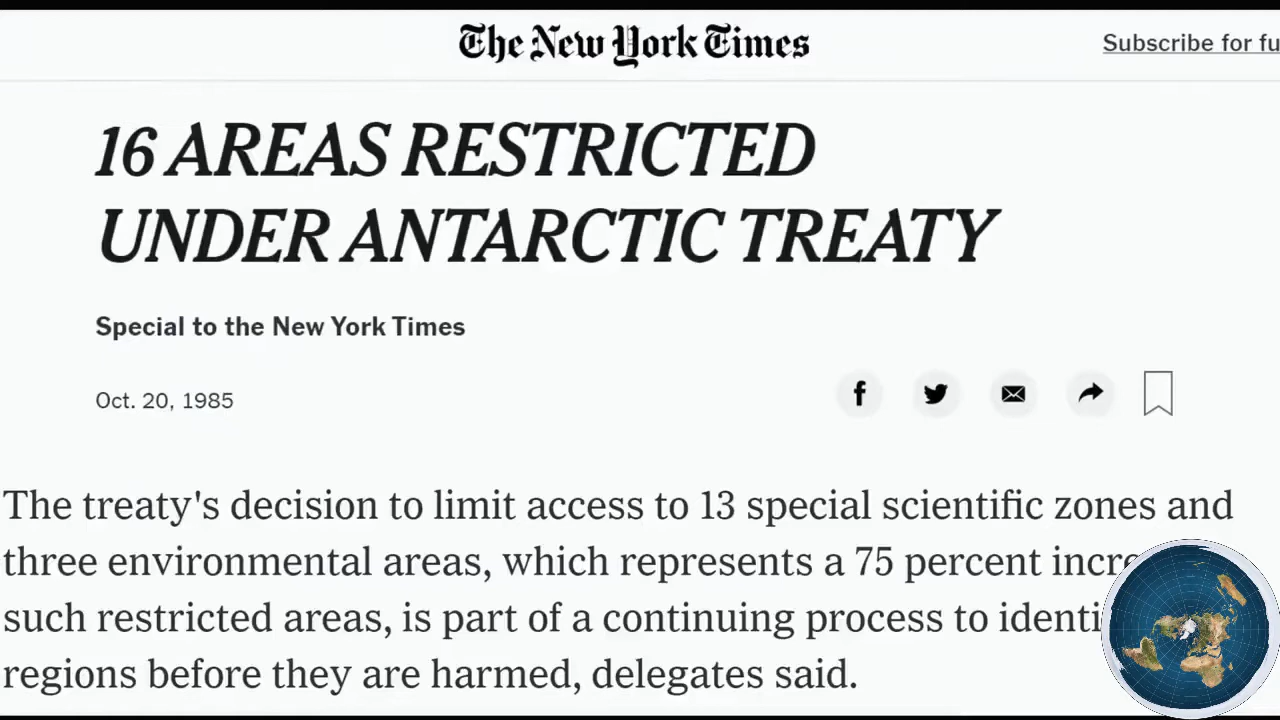 The New York Times
Subscribe for fu
16 AREAS RESTRICTED
UNDER ANTARCTIC TREATY
Special to the New York Times
Oct. 20, 1985
The treaty's decision to limit access to 13 special scientific zones and
three environmental areas, which represents a 75 percent incre
such restricted areas, is part of a continuing process to identi
regions before they are harmed, delegates said.